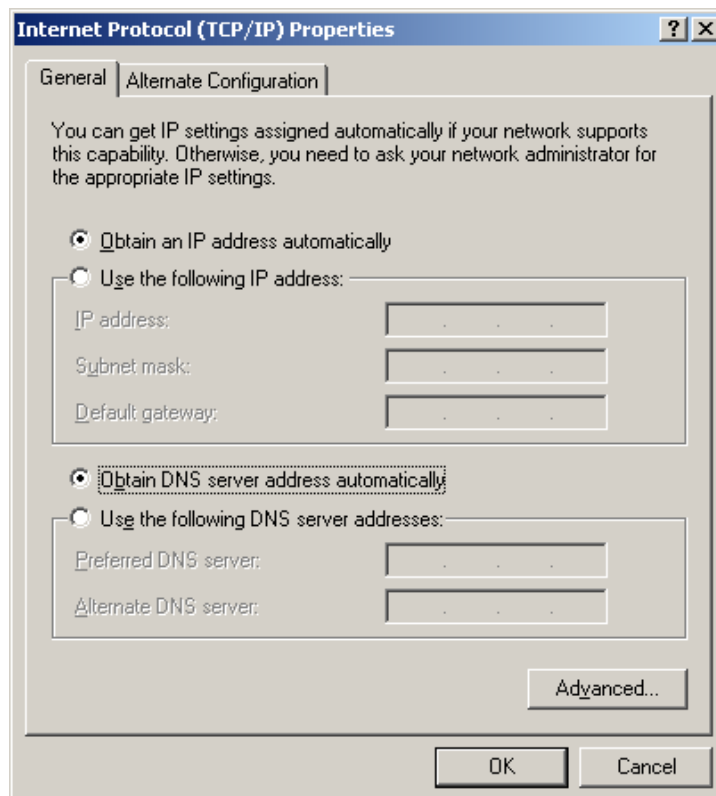 Internet Protocol (TCP/IP) Properties
General
Alternate Configuration
You can get IP settings assigned automatically if your network supports
this capability. Otherwise, you need to ask your network administrator for
the appropriate IP settings.
Obtain an IP address automatically
Use the following IP address:
IP address:
Subnet mask:
Default gateway:
Obtain DNS server address automatically
Use the following DNS server addresses:
Preferred DNS server:
Alternate DNS server:
Advanced...
OK
Cancel